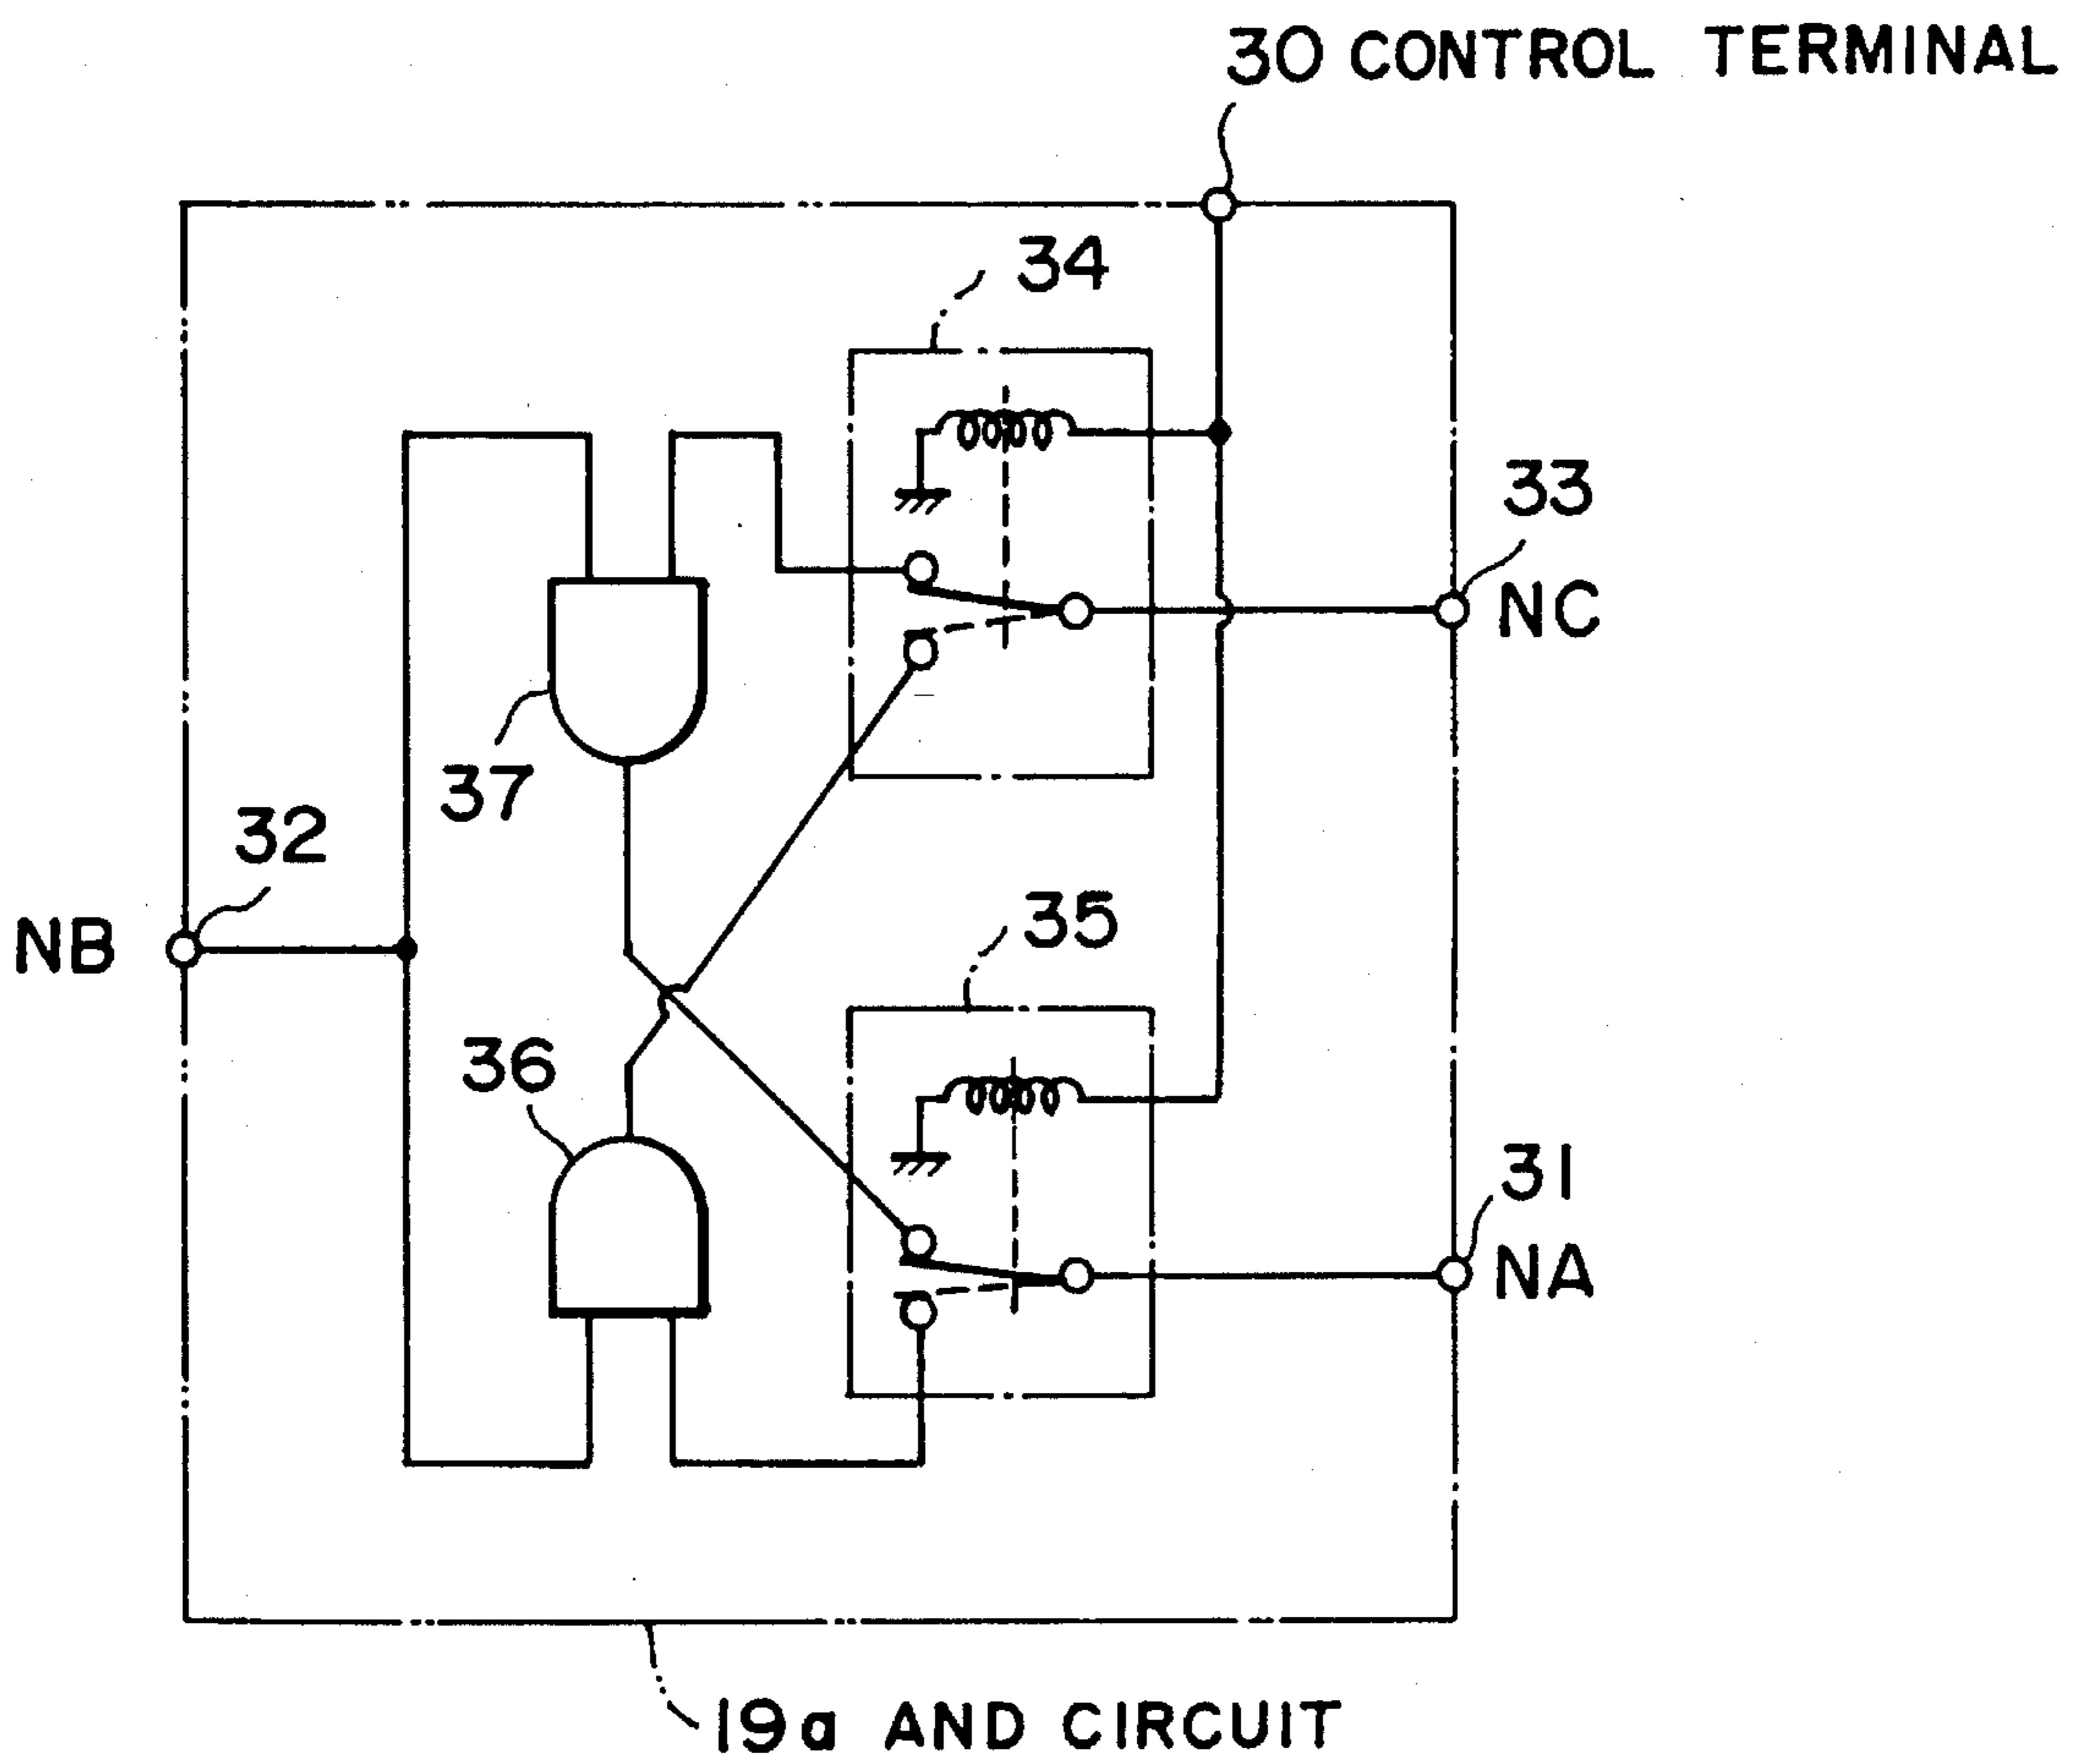 30 CONTROL TERMINAL
34
33
NC
37
32
NB
35
36
31
NA
19a AND CIRCUIT